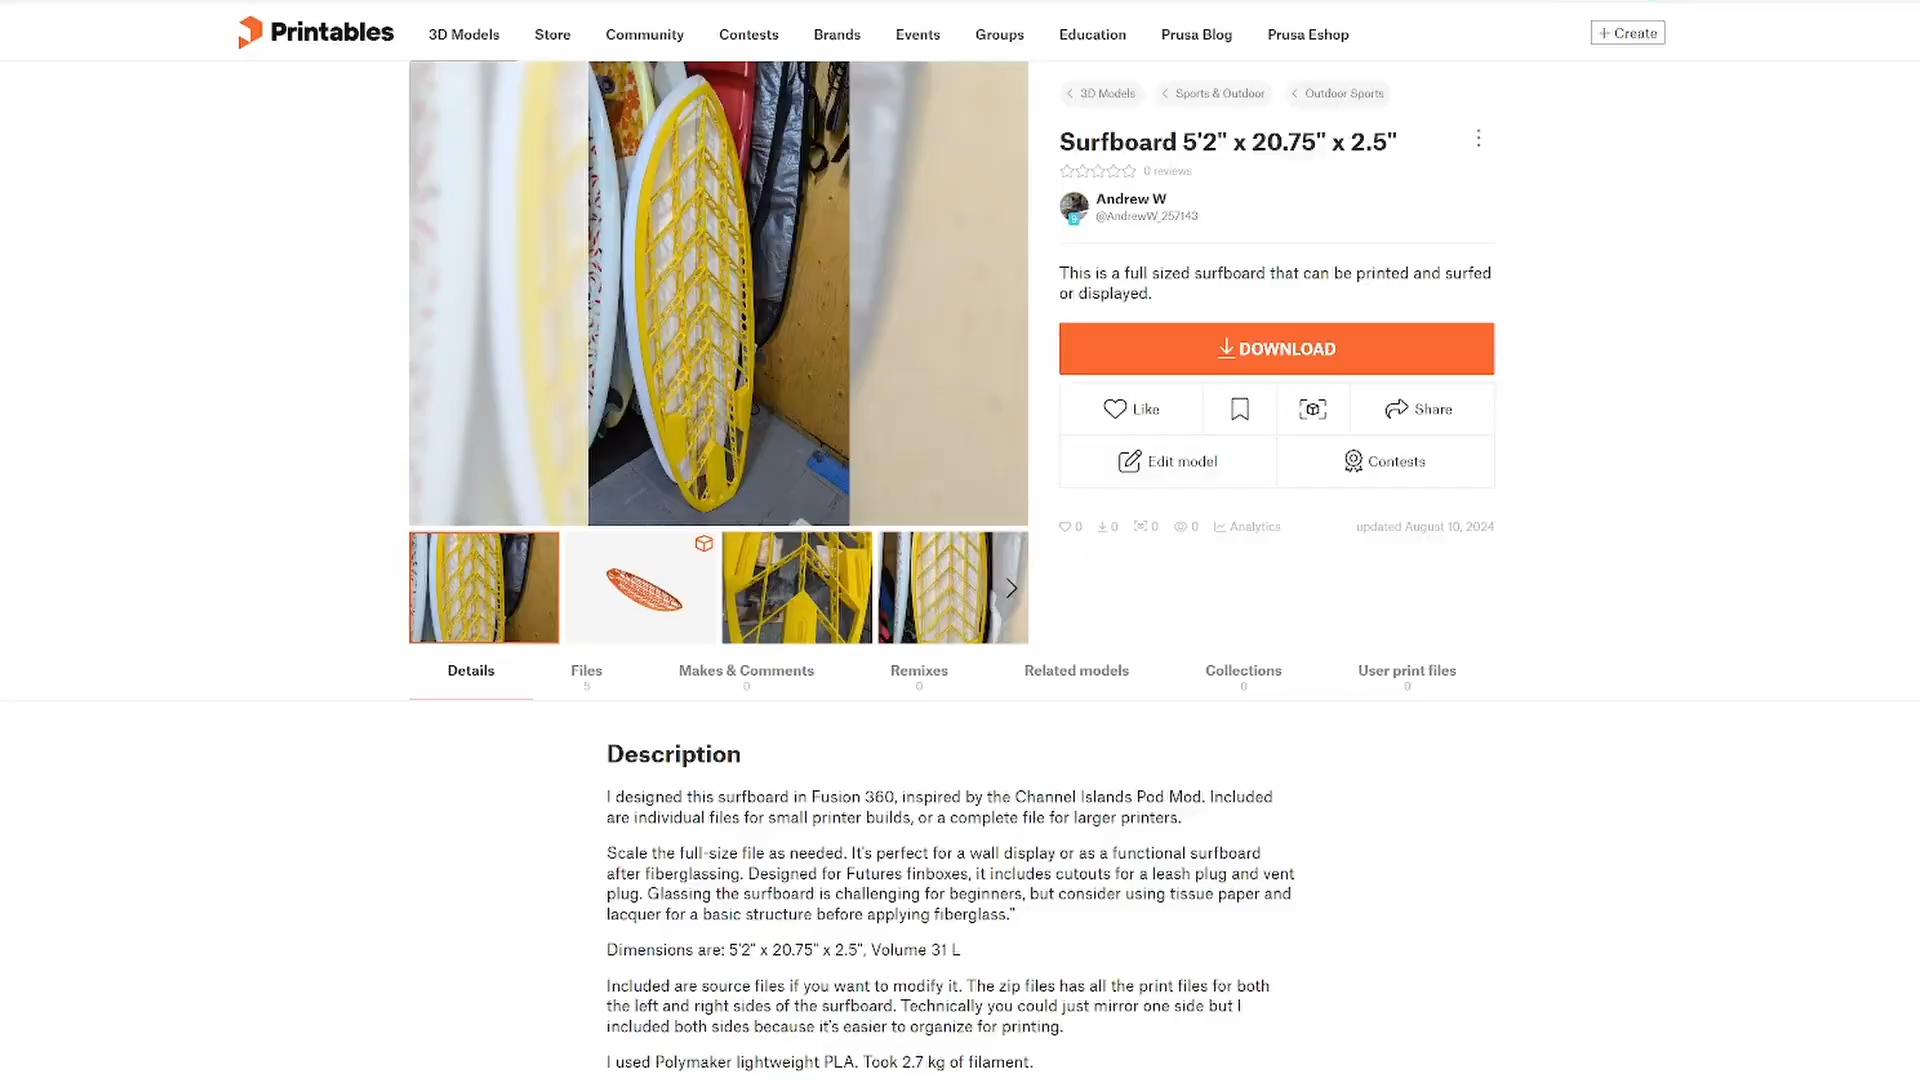 Printables
3D Models
Store
Community
Contests
Brands
Events
Groups
Education
Prusa Blog
Prusa Eshop
+ Create
3D Models
Sports & Outdoor
Outdoor Sports
Surfboard 5'2" x 20.75" x 2.5"
0 reviews
Andrew W
9
@AndrewW_257143
This is a full sized surfboard that can be printed and surfed
or displayed.
DOWNLOAD
Like
Share
Edit model
Contests
0
0
0
0
Analytics
updated August 10, 2024
Details
Files
5
Makes & Comments
0
Remixes
0
Related models
Collections
0
User print files
0
Description
I designed this surfboard in Fusion 360, inspired by the Channel Islands Pod Mod. Included
are individual files for small printer builds, or a complete file for larger printers.
Scale the full-size file as needed. It's perfect for a wall display or as a functional surfboard
after fiberglassing. Designed for Futures finboxes, it includes cutouts for a leash plug and vent
plug. Glassing the surfboard is challenging for beginners, but consider using tissue paper and
lacquer for a basic structure before applying fiberglass."
Dimensions are: 5'2" x 20.75" x 2.5", Volume 31 L
Included are source files if you want to modify it. The zip files has all the print files for both
the left and right sides of the surfboard. Technically you could just mirror one side but I
included both sides because it's easier to organize for printing.
I used Polymaker lightweight PLA. Took 2.7 kg of filament.